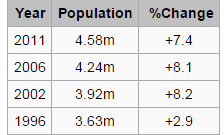 Year Population %Change
2011 4.58m +7.4
2006 4.24m +8.1
2002 3.92m +8.2
1996 3.63m +2.9